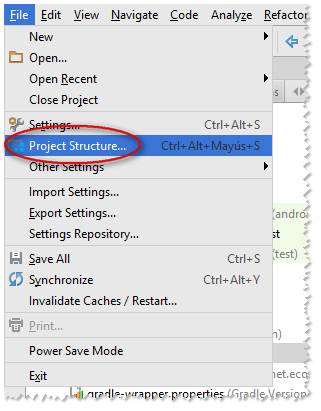 File Edit View Navigate Code Analyze Refactor
New
Open...
Open Recent
Close Project
Settings... Ctrl+Alt+S
Project Structure... Ctrl+Alt+Mayús+S
Other Settings
Import Settings...
Export Settings...
(test)
Settings Repository...
Save All Ctrl+S
Synchronize Ctrl+Alt+Y
Invalidate Caches / Restart...
Print...
Power Save Mode
Exit
gradle-wrapper.properties (Gradle Version